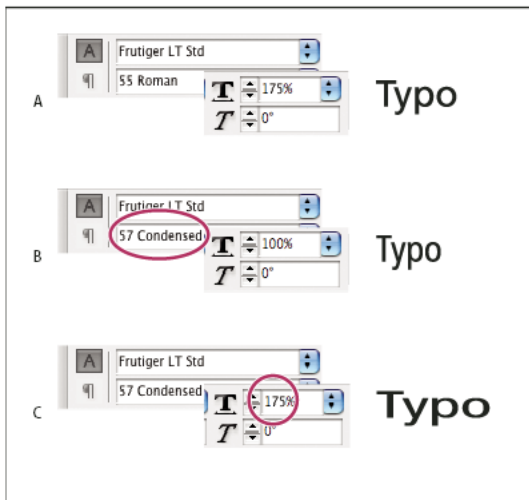 A
Frutiger LT Std
¶
55 Roman
T
175%
T
0°
A
Typo
A
Frutiger LT Std
¶
57 Condensed
T
100%
T
0°
B
Typo
A
Frutiger LT Std
¶
57 Condensed
T
175%
T
0°
C
Typo